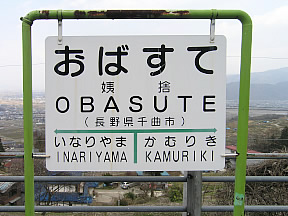 おばすて
姨捨
OBASUTE
(長野県千曲市)
いなりやま かむりき
INARIYAMA KAMURIKI